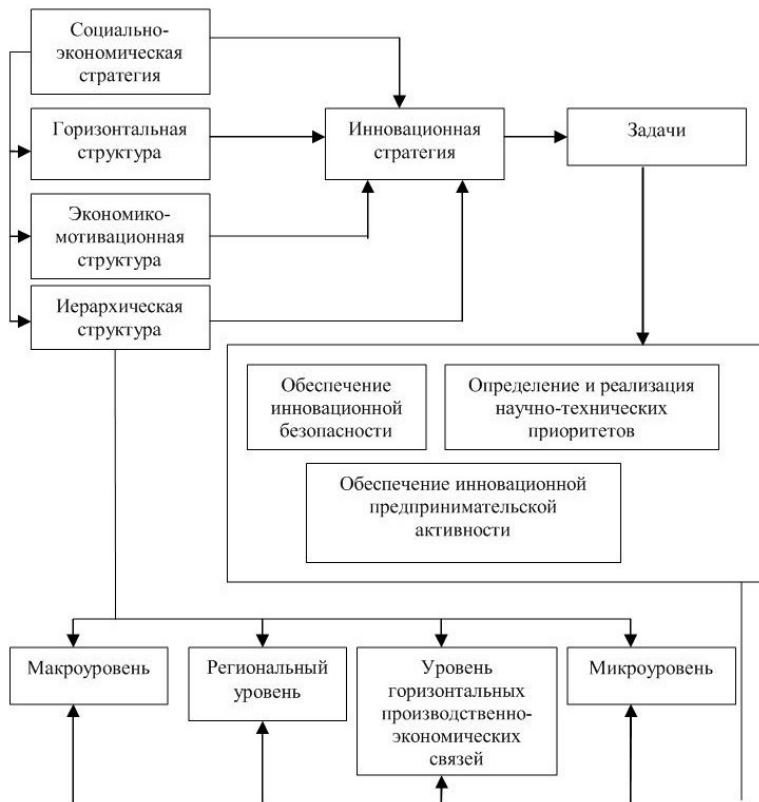 Социально-
экономическая
стратегия
Горизонтальная
структура
Инновационная
стратегия
Задачи
Экономико-
мотивационная
структура
Иерархическая
структура
Обеспечение
инновационной
безопасности
Определение и реализация
научно-технических
приоритетов
Обеспечение инновационной
предпринимательской
активности
Макроуровень
Региональный
уровень
Уровень
горизонтальных
производственно-
экономических
связей
Микроуровень